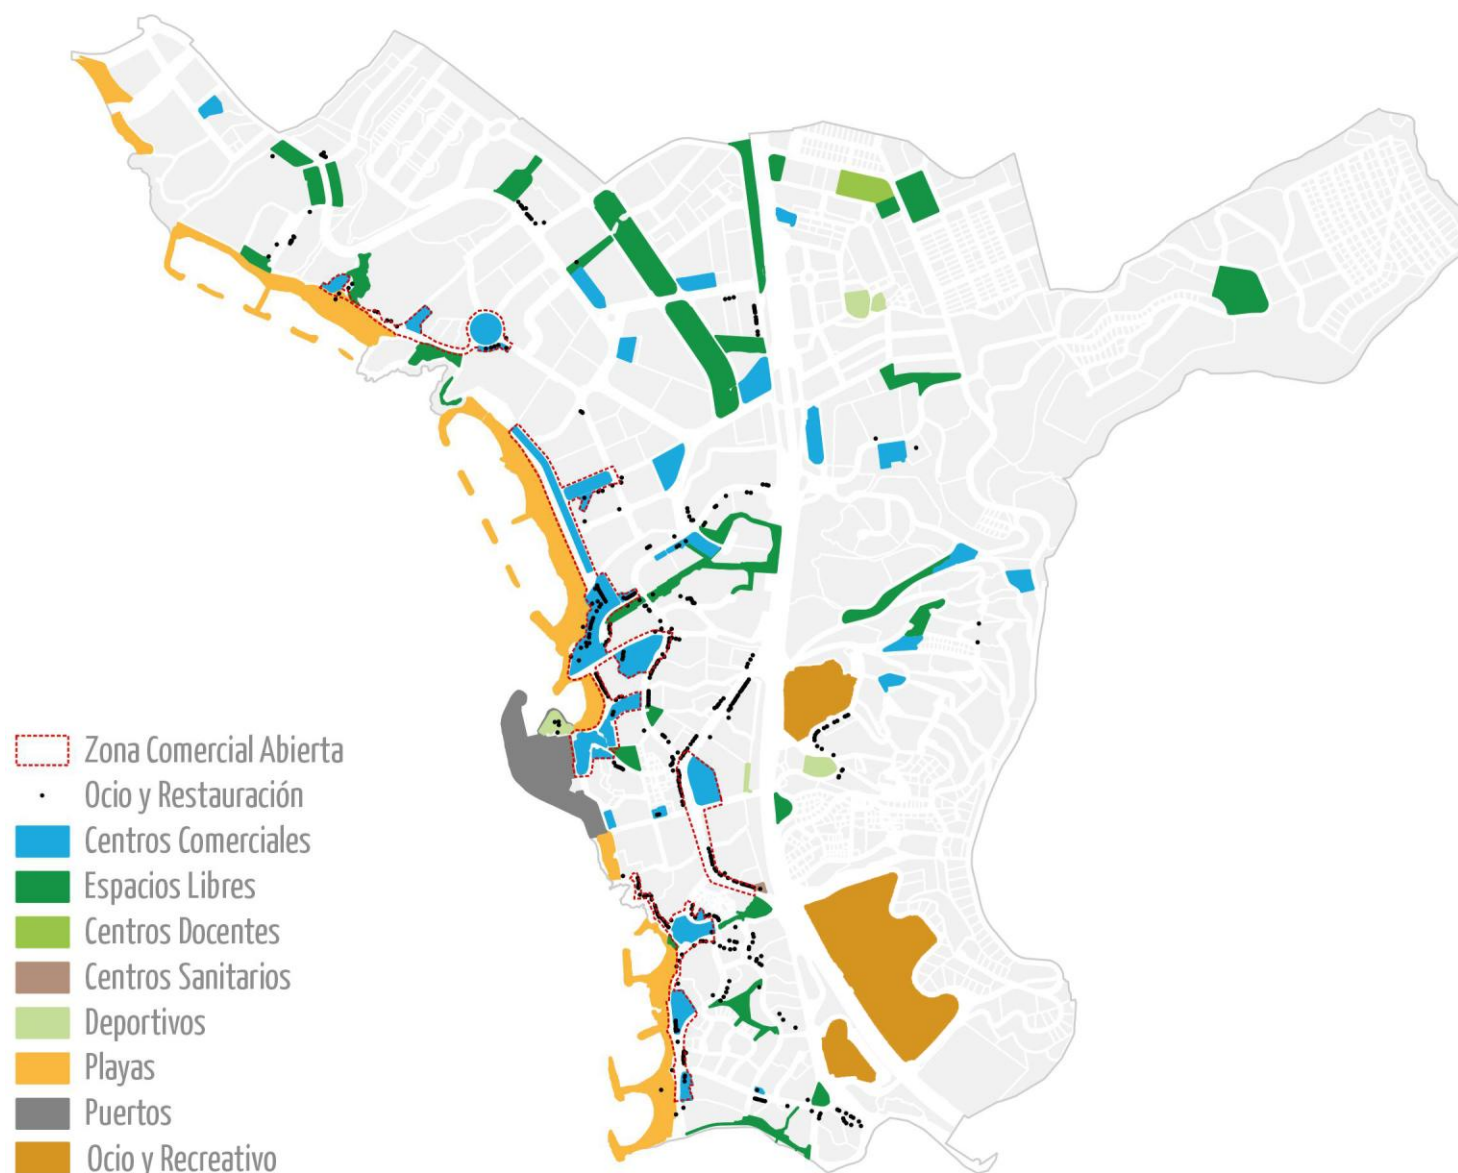 Zona Comercial Abierta
Ocio y Restauración
Centros Comerciales
Espacios Libres
Centros Docentes
Centros Sanitarios
Deportivos
Playas
Puertos
Ocio y Recreativo